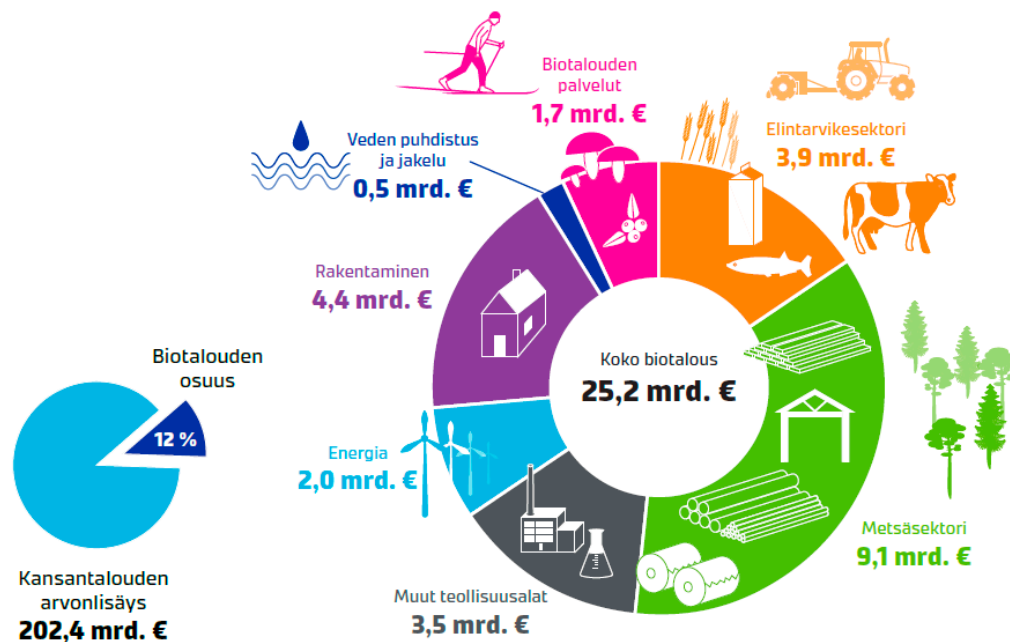 Biotalouden
palvelut
1,7 mrd. €
Elintarvikesektori
3,9 mrd. €
Veden puhdistus
ja jakelu
0,5 mrd. €
Rakentaminen
4,4 mrd. €
Koko biotalous
25,2 mrd. €
Biotalouden
osuus
12 %
Energia
2,0 mrd. €
Metsäsektori
9,1 mrd. €
Kansantalouden
arvonlisäys
202,4 mrd. €
Muut teollisuusalat
3,5 mrd. €